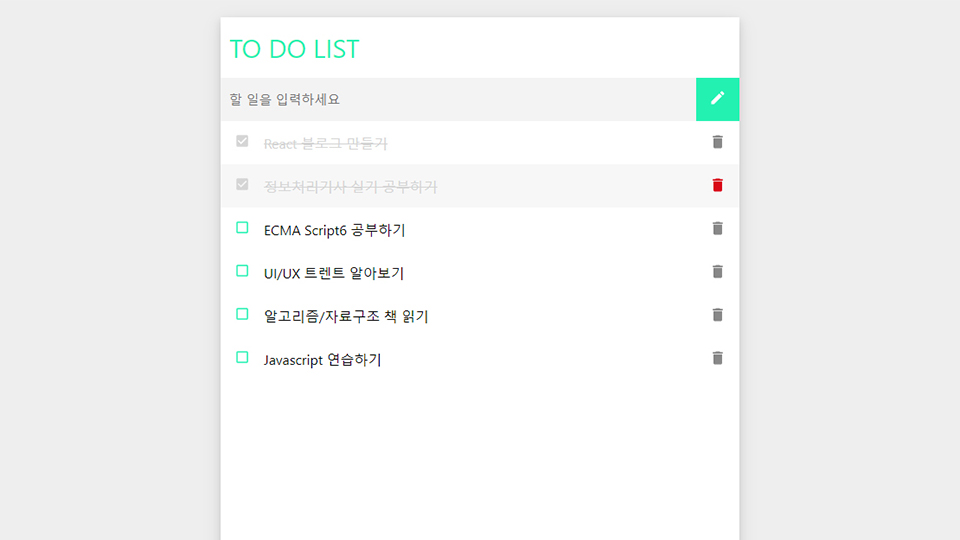 TO DO LIST
할 일을 입력하세요
React 블로그 만들기
정보처리기사 실기 공부하기
ECMA Script6 공부하기
UI/UX 트렌트 알아보기
알고리즘/자료구조 책 읽기
Javascript 연습하기